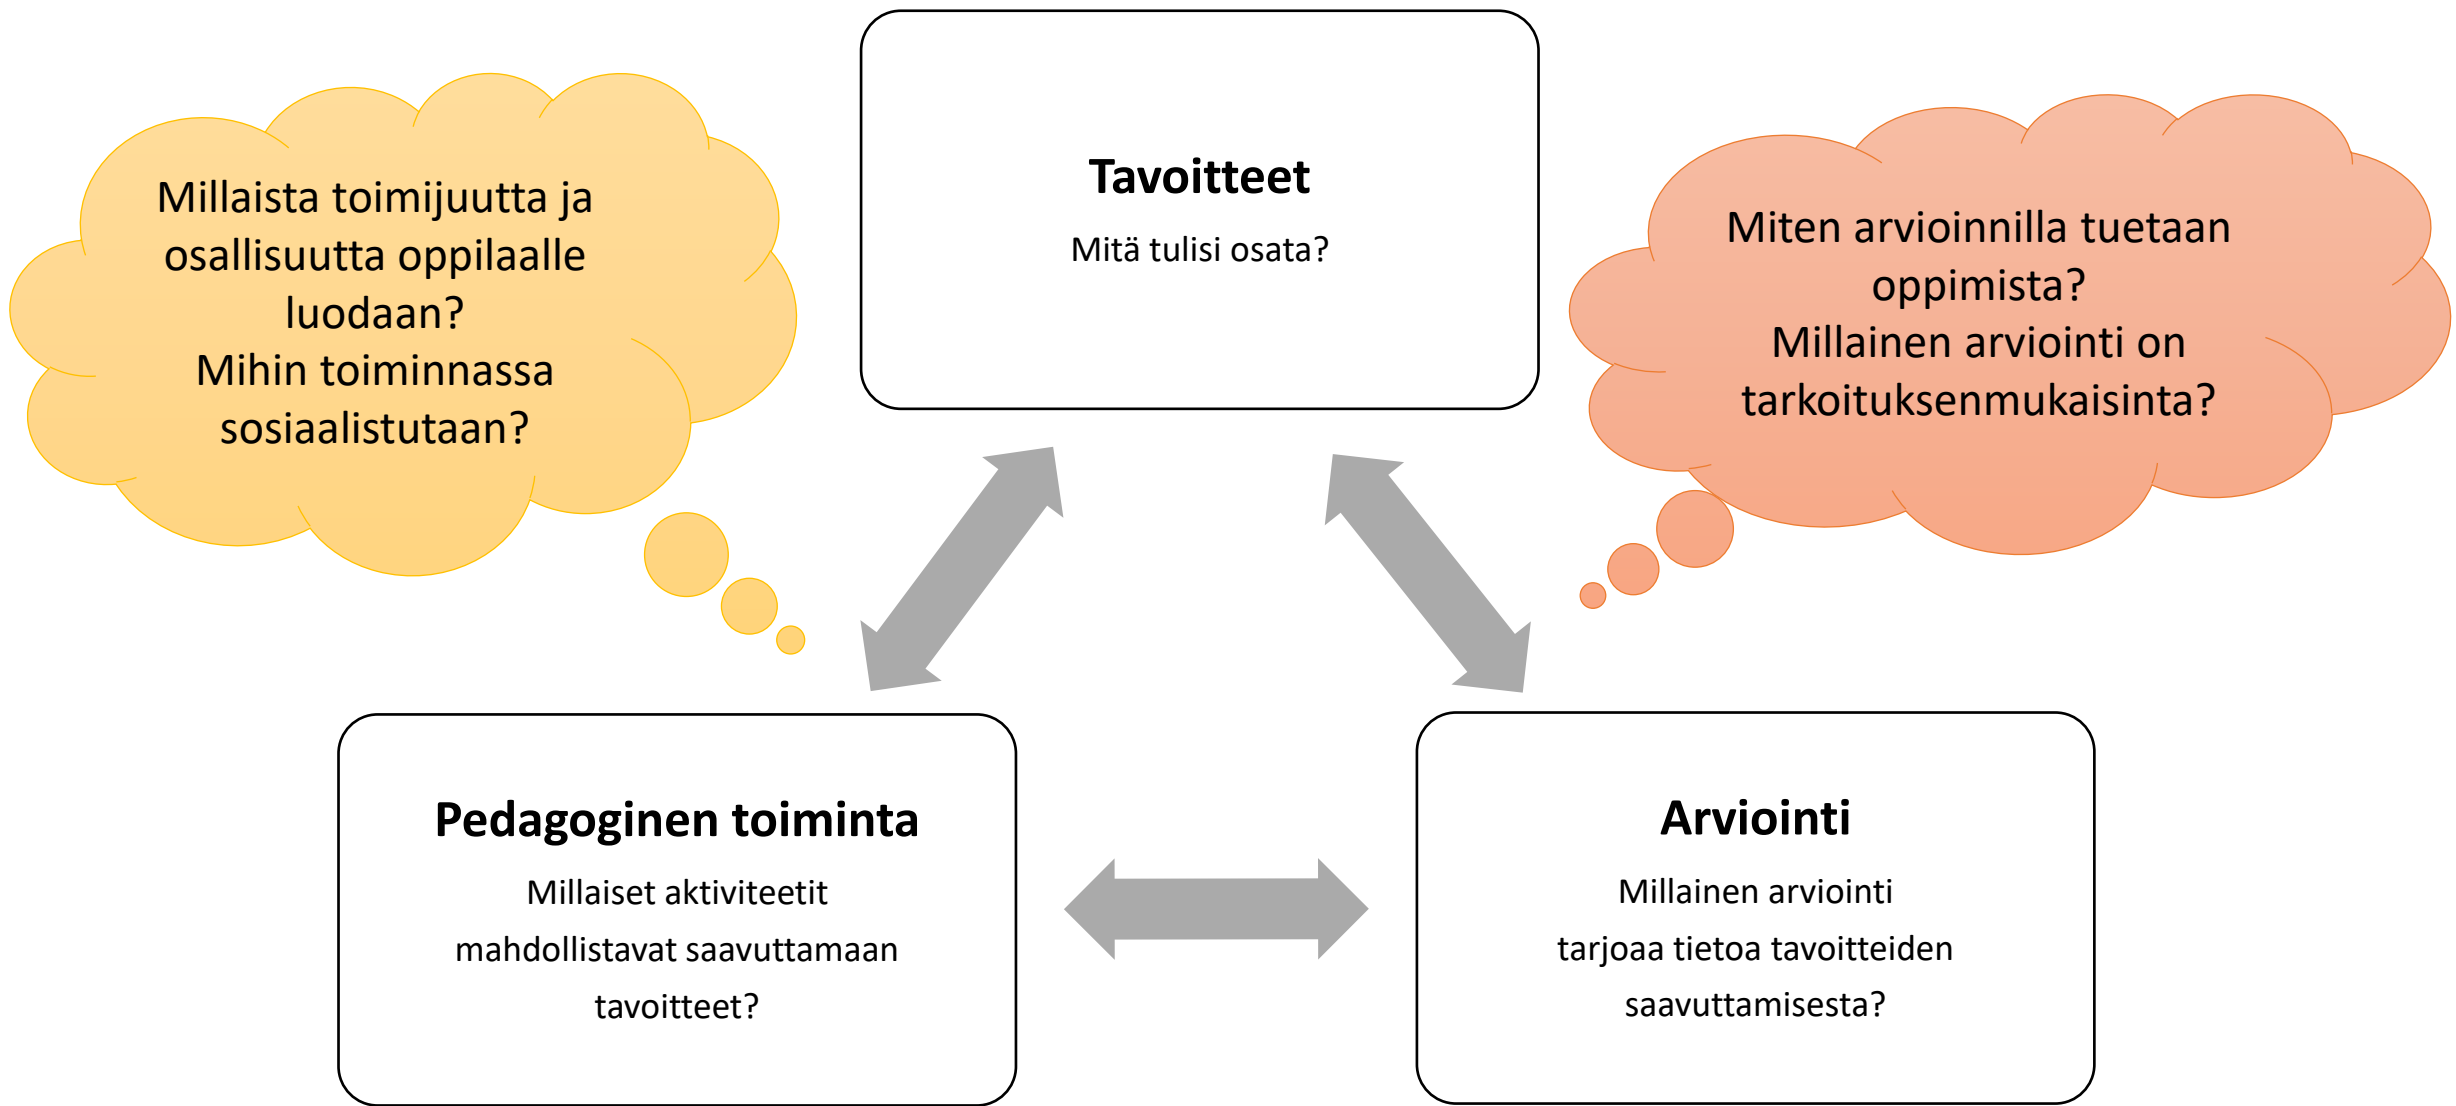 Tavoitteet
Mitä tulisi osata?
Millaista toimijuutta ja
osallisuutta oppilaalle
luodaan?
Mihin toiminnassa
sosiaalistutaan?
Miten arvioinnilla tuetaan
oppimista?
Millainen arviointi on
tarkoituksenmukaisinta?
Pedagoginen toiminta
Millaiset aktiviteetit
mahdollistavat saavuttamaan
tavoitteet?
Arviointi
Millainen arviointi
tarjoaa tietoa tavoitteiden
saavuttamisesta?